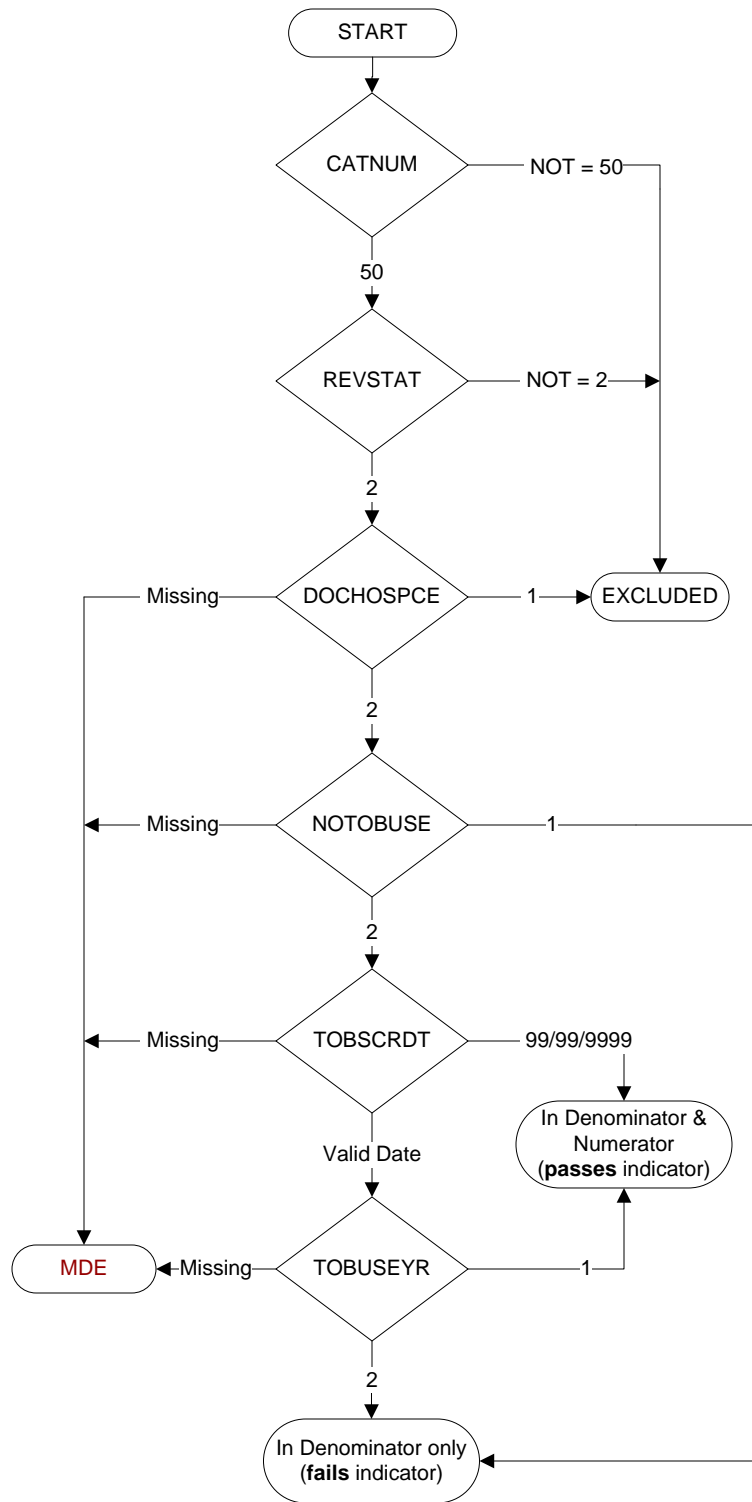 START
CATNUM
NOT = 50
50
REVSTAT
NOT = 2
2
Missing
DOCHOSPCE
1
EXCLUDED
2
Missing
NOTOBUSE
1
2
Missing
TOBSCRDT
99/99/9999
In Denominator &
Numerator
(passes indicator)
Valid Date
MDE
Missing
TOBUSEYR
1
2
In Denominator only
(fails indicator)